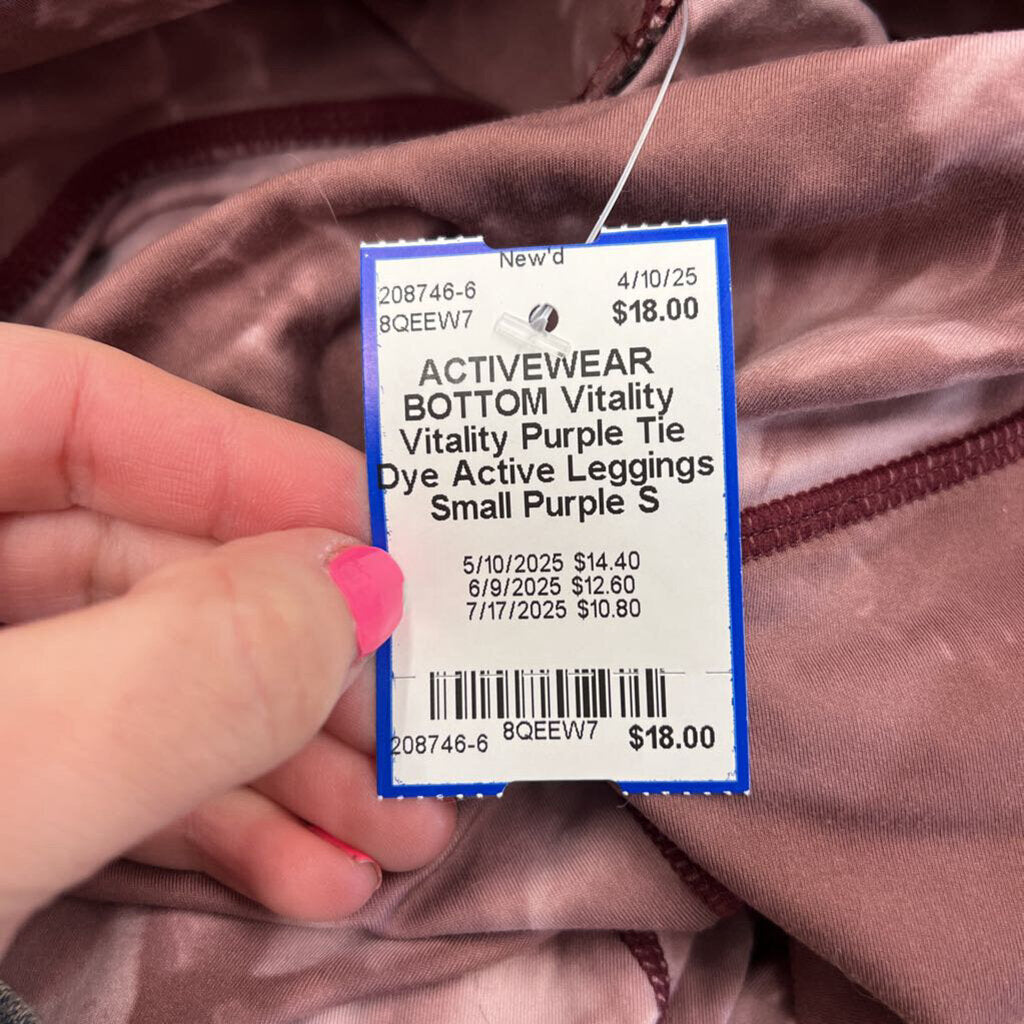 New'd
208746-6 4/10/25
8QEEW7 $18.00
ACTIVEWEAR
BOTTOM Vitality
Vitality Purple Tie
Dye Active Leggings
Small Purple S
5/10/2025 $14.40
6/9/2025 $12.60
7/17/2025 $10.80
208746-6 8QEEW7 $18.00